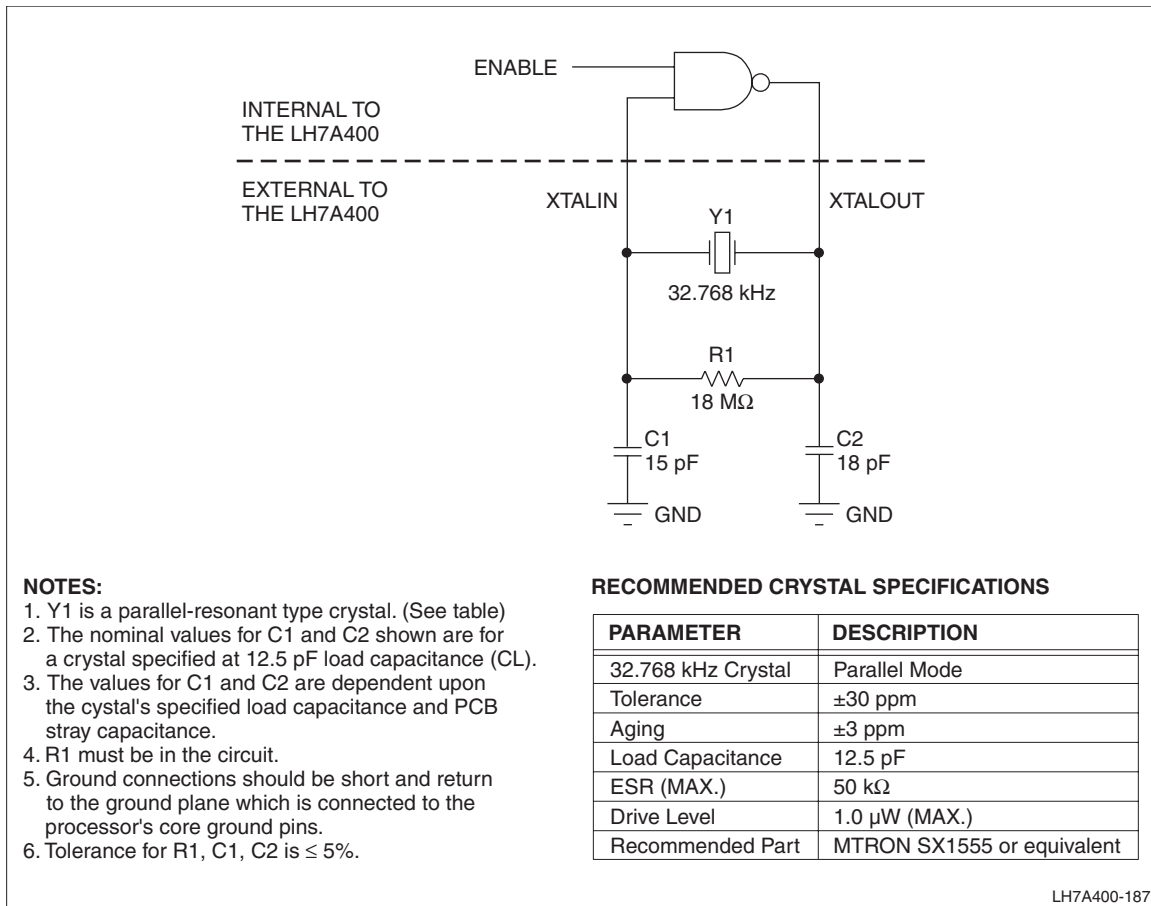 ENABLE
INTERNAL TO
THE LH7A400
EXTERNAL TO
THE LH7A400
XTALIN
XTALOUT
Y1
32.768 kHz
R1
18 MΩ
C1
15 pF
C2
18 pF
GND
GND
NOTES:
1. Y1 is a parallel-resonant type crystal. (See table)
2. The nominal values for C1 and C2 shown are for
a crystal specified at 12.5 pF load capacitance (CL).
3. The values for C1 and C2 are dependent upon
the cystal's specified load capacitance and PCB
stray capacitance.
4. R1 must be in the circuit.
5. Ground connections should be short and return
to the ground plane which is connected to the
processor's core ground pins.
6. Tolerance for R1, C1, C2 is ≤ 5%.
RECOMMENDED CRYSTAL SPECIFICATIONS
PARAMETER DESCRIPTION
32.768 kHz Crystal Parallel Mode
Tolerance ±30 ppm
Aging ±3 ppm
Load Capacitance 12.5 pF
ESR (MAX.) 50 kΩ
Drive Level 1.0 µW (MAX.)
Recommended Part MTRON SX1555 or equivalent
LH7A400-187